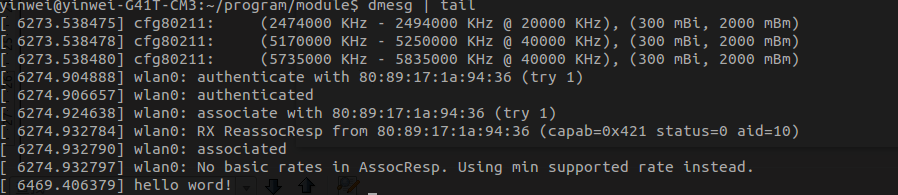 yinwei@yinwei-G41T-CM3:~/program/module$ dmesg | tail
[ 6273.538475] cfg80211:     (2474000 KHz - 2494000 KHz @ 20000 KHz), (300 mBi, 2000 mBm)
[ 6273.538478] cfg80211:     (5170000 KHz - 5250000 KHz @ 40000 KHz), (300 mBi, 2000 mBm)
[ 6273.538480] cfg80211:     (5735000 KHz - 5835000 KHz @ 40000 KHz), (300 mBi, 2000 mBm)
[ 6274.904888] wlan0: authenticate with 80:89:17:1a:94:36 (try 1)
[ 6274.906657] wlan0: authenticated
[ 6274.924638] wlan0: associate with 80:89:17:1a:94:36 (try 1)
[ 6274.932784] wlan0: RX ReassocResp from 80:89:17:1a:94:36 (capab=0x421 status=0 aid=10)
[ 6274.932790] wlan0: associated
[ 6274.932797] wlan0: No basic rates in AssocResp. Using min supported rate instead.
[ 6469.406379] hello word!